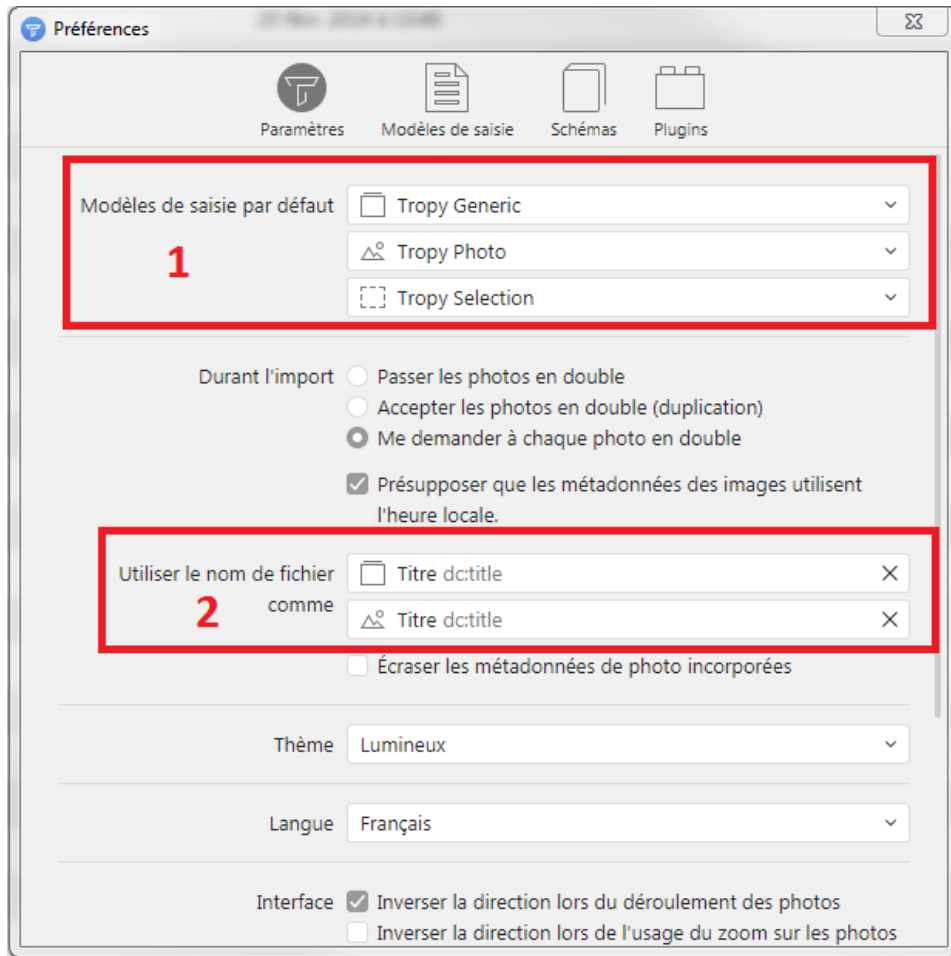 Préférences
Paramètres
Modèles de saisie
Schémas
Plugins
Modèles de saisie par défaut
Tropy Generic
1
Tropy Photo
Tropy Selection
Durant l'import
Passer les photos en double
Accepter les photos en double (duplication)
Me demander à chaque photo en double
Présupposer que les métadonnées des images utilisent
l'heure locale.
Utiliser le nom de fichier
comme
2
Titre dc:title
Titre dc:title
Écraser les métadonnées de photo incorporées
Thème
Lumineux
Langue
Français
Interface
Inverser la direction lors du déroulement des photos
Inverser la direction lors de l'usage du zoom sur les photos